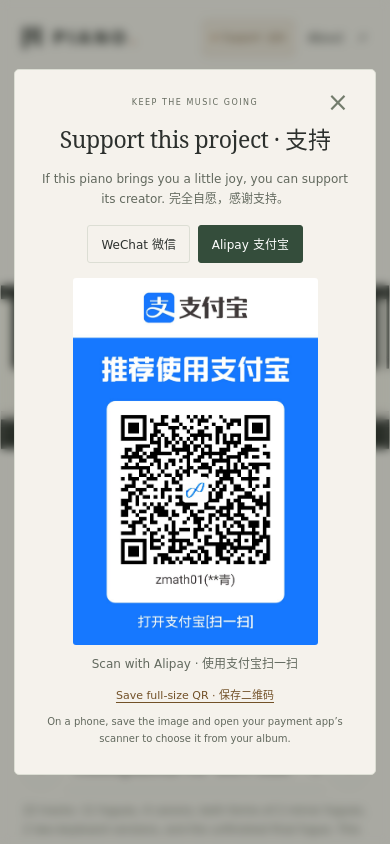 PIANO
KEEP THE MUSIC GOING
Support this project · 支持
If this piano brings you a little joy, you can support
its creator. 完全自愿，感谢支持。
WeChat 微信
Alipay 支付宝
支 支付宝
推荐使用支付宝
zmath01(**青)
打开支付宝[扫一扫]
Scan with Alipay · 使用支付宝扫一扫
Save full-size QR · 保存二维码
On a phone, save the image and open your payment app’s
scanner to choose it from your album.